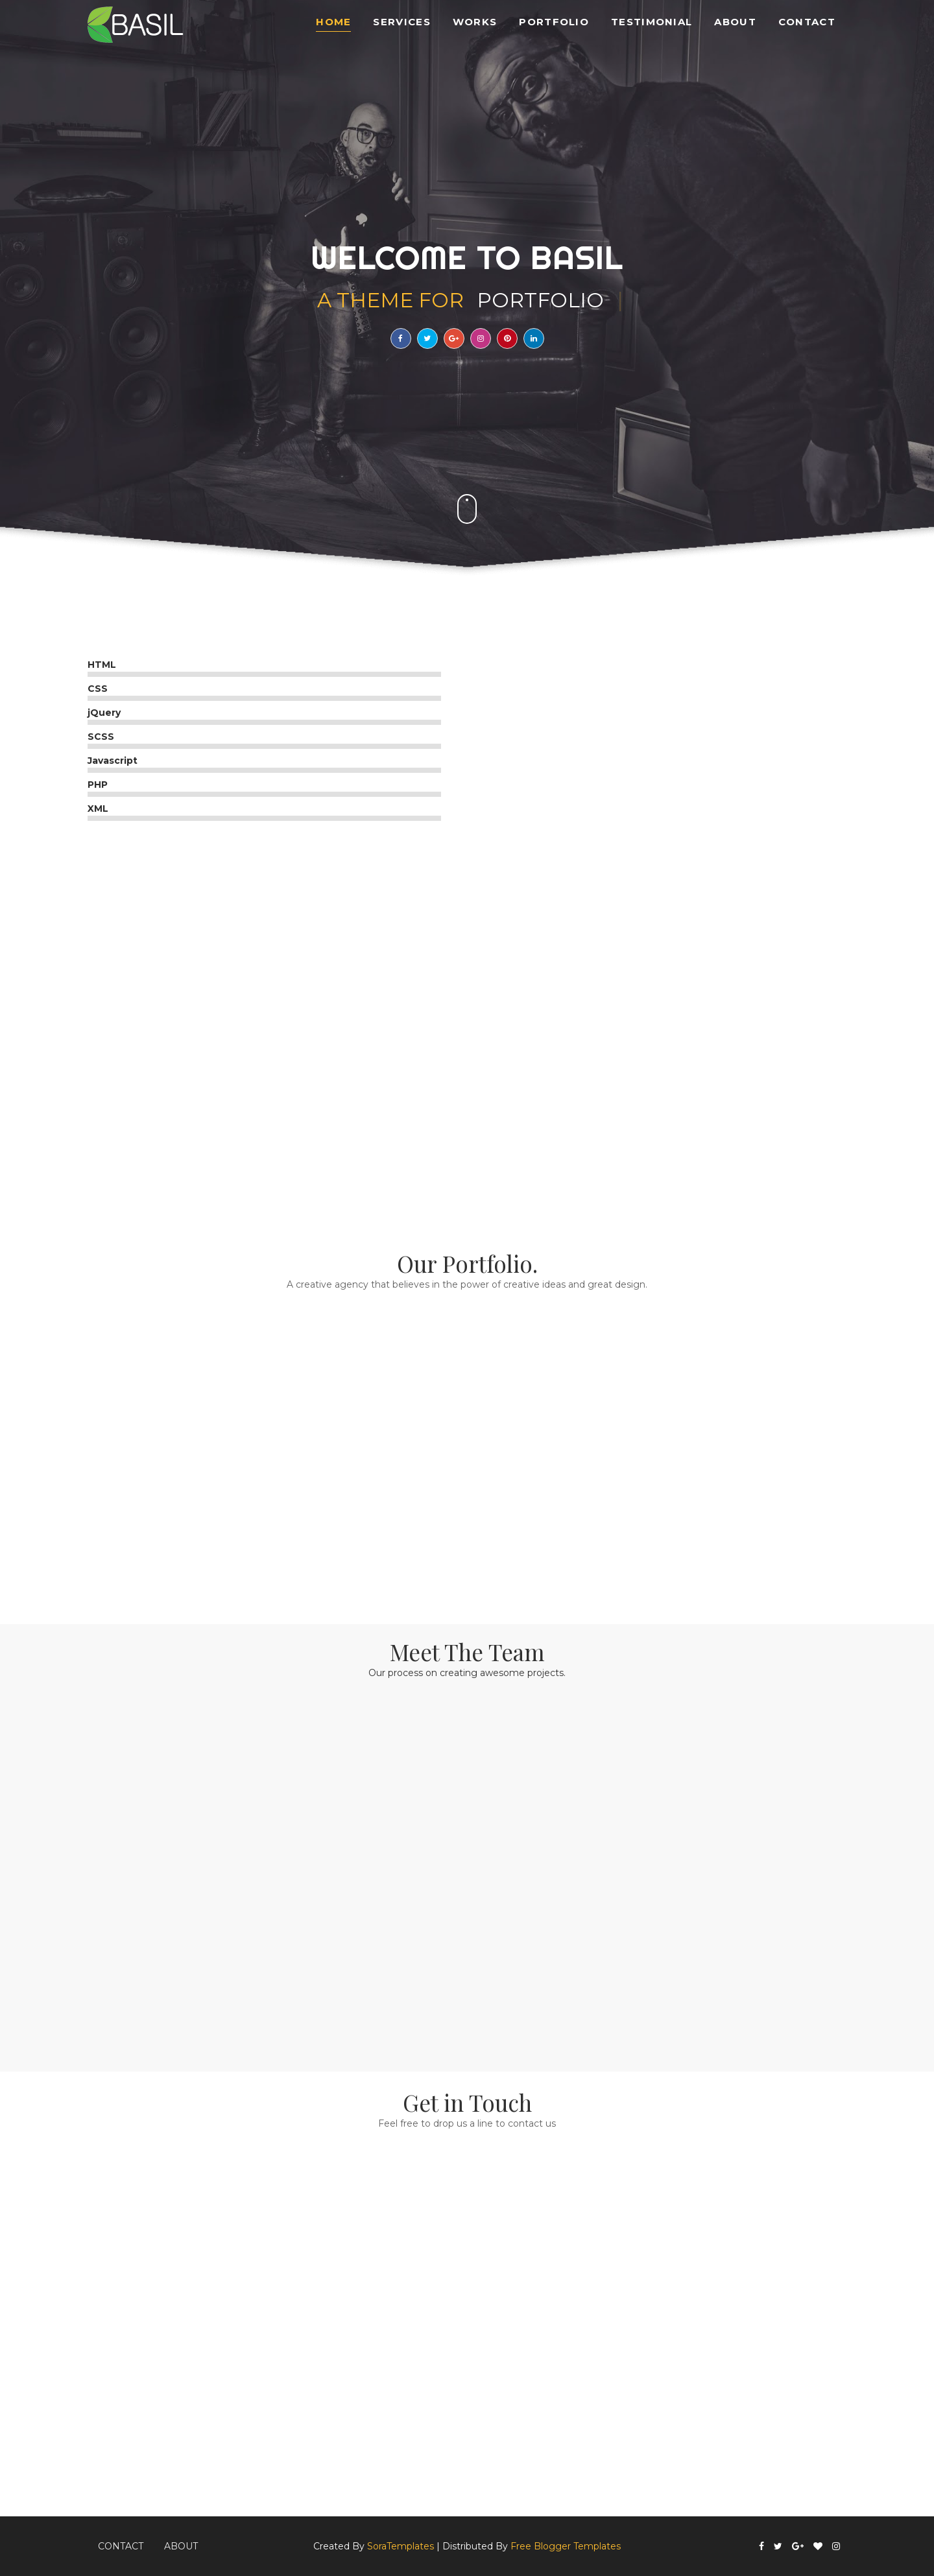 BASIL
HOME SERVICES WORKS PORTFOLIO TESTIMONIAL ABOUT CONTACT
WELCOME TO BASIL
A THEME FOR PORTFOLIO
HTML
CSS
jQuery
SCSS
Javascript
PHP
XML
Our Portfolio.
A creative agency that believes in the power of creative ideas and great design.
Meet The Team
Our process on creating awesome projects.
Get in Touch
Feel free to drop us a line to contact us
CONTACT ABOUT Created By SoraTemplates | Distributed By Free Blogger Templates